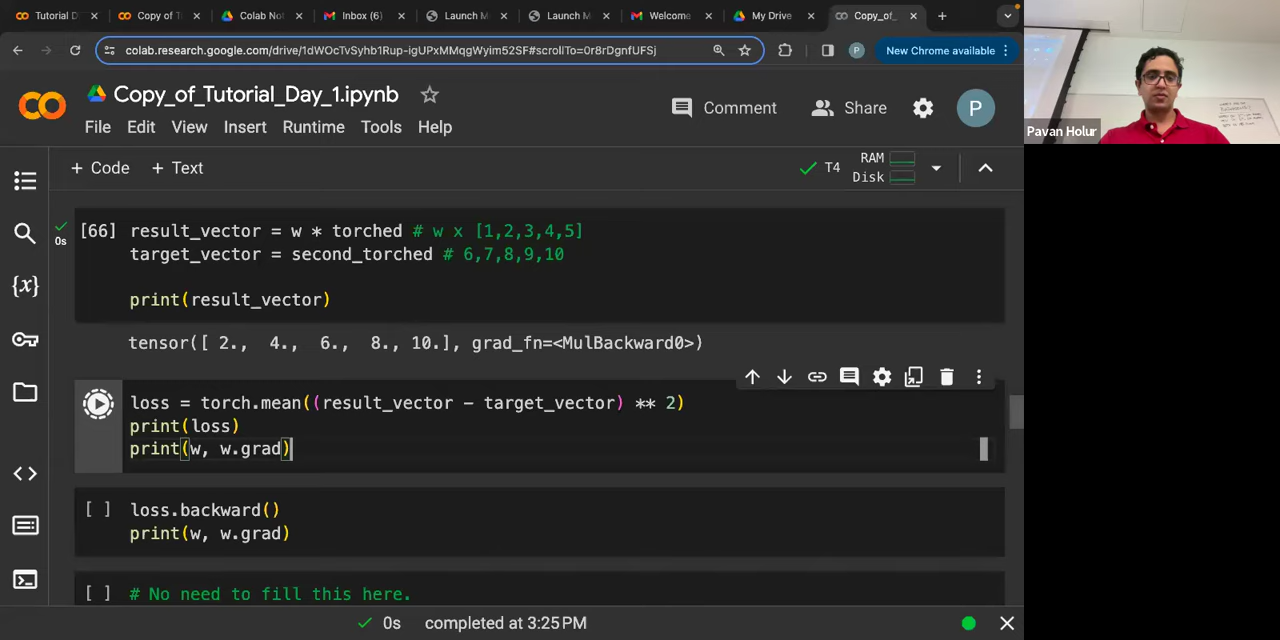 Tutorial D
Copy of T
Colab Not
Inbox (6)
Launch M
Launch M
Welcome
My Drive
Copy_of_
colab.research.google.com/drive/1dWOcTvSyhb1Rup-igUPxMMqgWyim52SF#scrollTo=0r8rDgnfUFSj
P
New Chrome available
Copy_of_Tutorial_Day_1.ipynb
Comment
Share
P
File Edit View Insert Runtime Tools Help
Pavan Holur
+ Code + Text
T4
RAM
Disk
[66] result_vector = w * torched # w x [1,2,3,4,5]
0s
target_vector = second_torched # 6,7,8,9,10
print(result_vector)
tensor([ 2., 4., 6., 8., 10.], grad_fn=<MulBackward0>)
loss = torch.mean((result_vector - target_vector) ** 2)
print(loss)
print(w, w.grad)
[ ] loss.backward()
print(w, w.grad)
[ ] # No need to fill this here.
0s completed at 3:25 PM